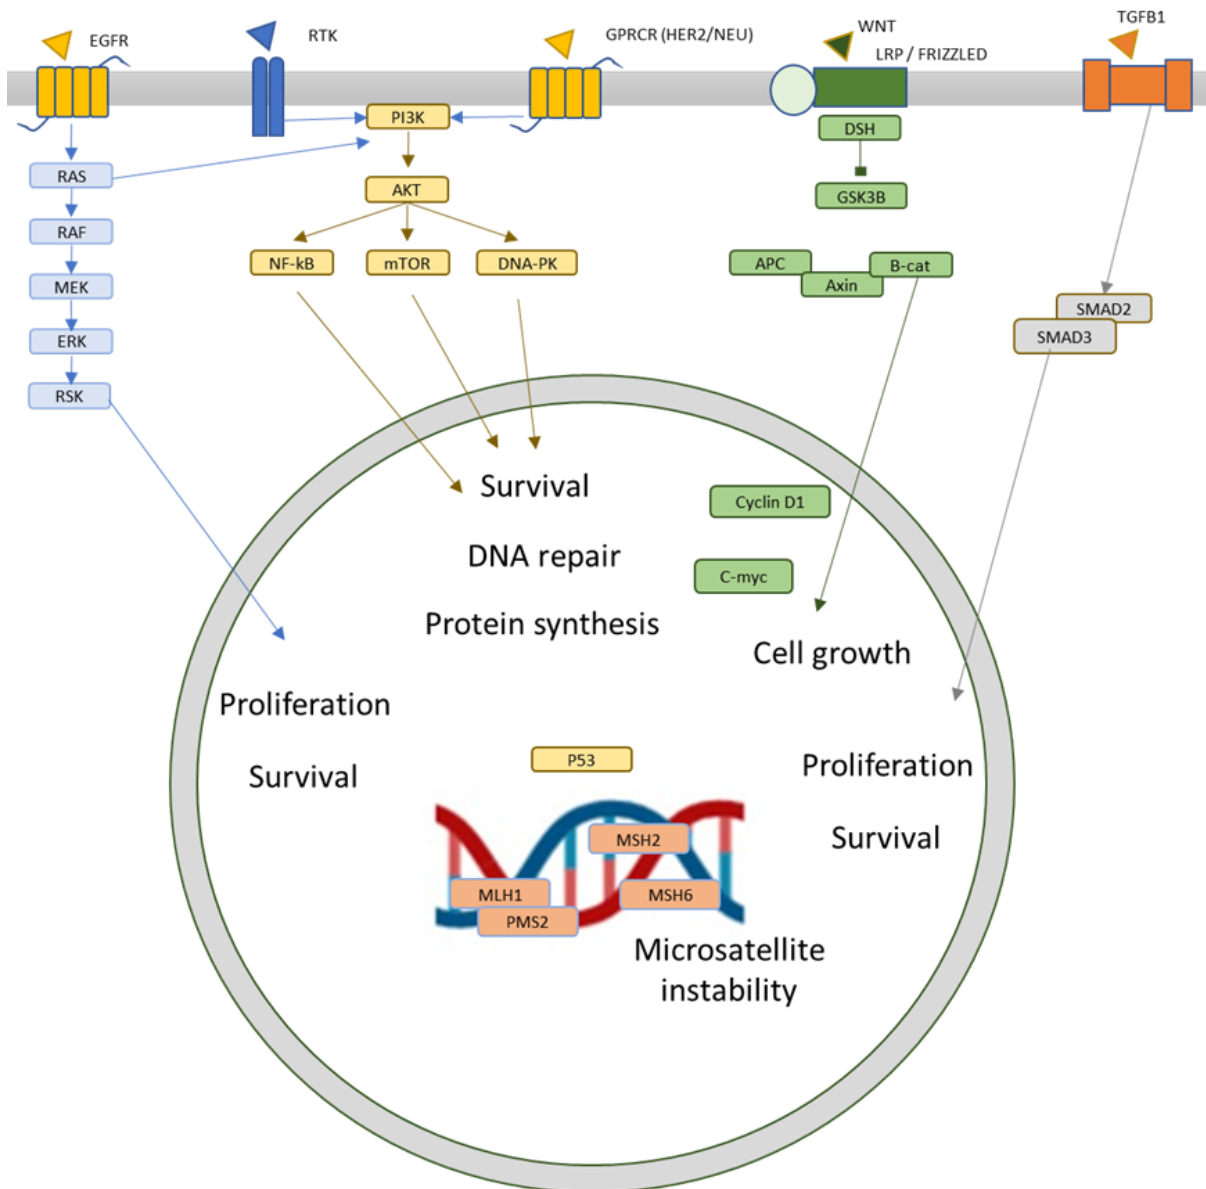 EGFR
RTK
GPRCR (HER2/NEU)
WNT
LRP / FRIZZLED
TGFB1
PI3K
DSH
RAS
AKT
GSK3B
RAF
NF-kB
mTOR
DNA-PK
APC
B-cat
Axin
MEK
SMAD2
SMAD3
ERK
RSK
Survival
Cyclin D1
DNA repair
C-myc
Protein synthesis
Cell growth
Proliferation
Survival
P53
Proliferation
Survival
MSH2
MLH1
MSH6
PMS2
Microsatellite
instability